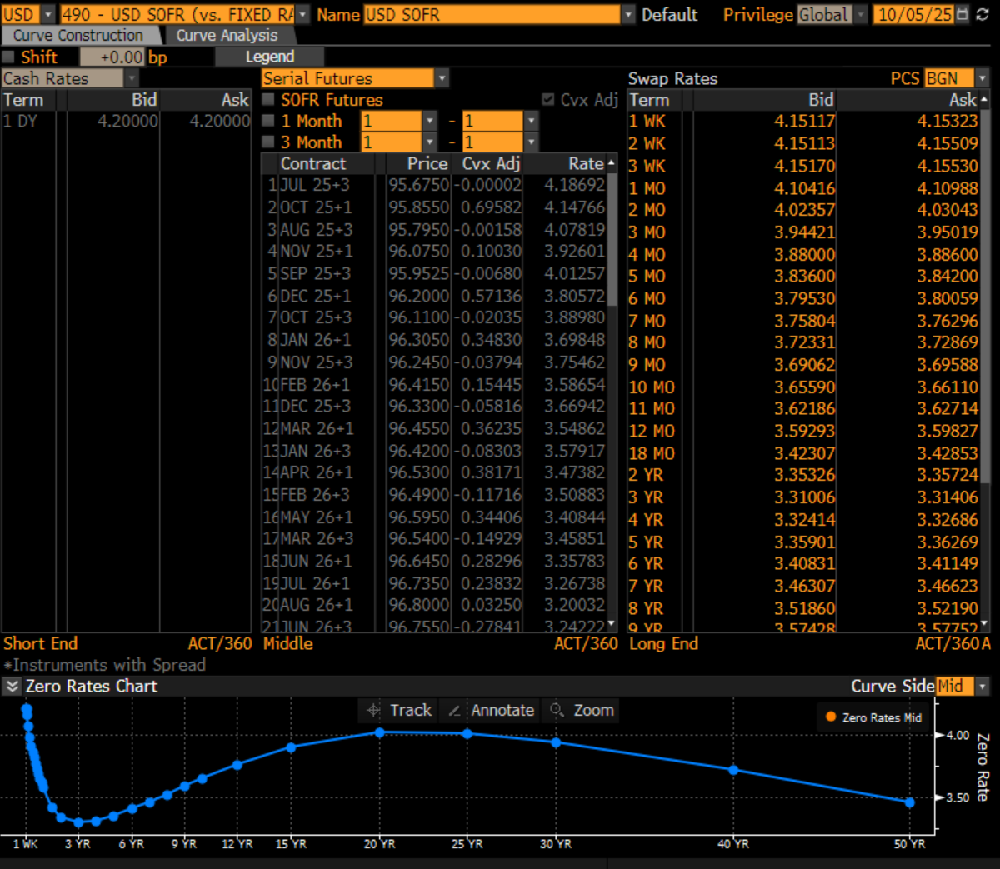 USD 490 - USD SOFR (vs. FIXED RA Name USD SOFR Default Privilege Global 10/05/25
Curve Construction Curve Analysis
Shift +0.00 bp Legend
Cash Rates Serial Futures Swap Rates PCS BGN
Term Bid Ask SOFR Futures Cvx Adj Term Bid Ask
1 DY 4.20000 4.20000 1 Month 1 - 1 1 WK 4.15117 4.15323
3 Month 1 - 1 2 WK 4.15113 4.15509
Contract Price Cvx Adj Rate 3 WK 4.15170 4.15530
1 JUL 25+3 95.6750 -0.00002 4.18692 1 MO 4.10416 4.10988
2 OCT 25+1 95.8550 0.69582 4.14766 2 MO 4.02357 4.03043
3 AUG 25+3 95.7950 -0.00158 4.07819 3 MO 3.94421 3.95019
4 NOV 25+1 96.0750 0.10030 3.92601 4 MO 3.88000 3.88600
5 SEP 25+3 95.9525 -0.00680 4.01257 5 MO 3.83600 3.84200
6 DEC 25+1 96.2000 0.57136 3.80572 6 MO 3.79530 3.80059
7 OCT 25+3 96.1100 -0.02035 3.88980 7 MO 3.75804 3.76296
8 JAN 26+1 96.3050 0.34830 3.69848 8 MO 3.72331 3.72869
9 NOV 25+3 96.2450 -0.03794 3.75462 9 MO 3.69062 3.69588
10 FEB 26+1 96.4150 0.15445 3.58654 10 MO 3.65590 3.66110
11 DEC 25+3 96.3300 -0.05816 3.66942 11 MO 3.62186 3.62714
12 MAR 26+1 96.4550 0.36235 3.54862 12 MO 3.59293 3.59827
13 JAN 26+3 96.4200 -0.08303 3.57917 18 MO 3.42307 3.42853
14 APR 26+1 96.5300 0.38171 3.47382 2 YR 3.35326 3.35724
15 FEB 26+3 96.4900 -0.11716 3.50883 3 YR 3.31006 3.31406
16 MAY 26+1 96.5950 0.34406 3.40844 4 YR 3.32414 3.32686
17 MAR 26+3 96.5400 -0.14929 3.45851 5 YR 3.35901 3.36269
18 JUN 26+1 96.6450 0.28296 3.35783 6 YR 3.40831 3.41149
19 JUL 26+1 96.7350 0.23832 3.26738 7 YR 3.46307 3.46623
20 AUG 26+1 96.8000 0.03250 3.20032 8 YR 3.51860 3.52190
21 JUN 26+3 96.7550 -0.27841 3.24222 9 YR 3.57428 3.57752
Short End ACT/360 Middle ACT/360 Long End ACT/360 A
*Instruments with Spread
Zero Rates Chart Curve Side Mid
Track Annotate Zoom
Zero Rates Mid
4.00
3.50
Zero Rate
1 WK 3 YR 6 YR 9 YR 12 YR 15 YR 20 YR 25 YR 30 YR 40 YR 50 YR